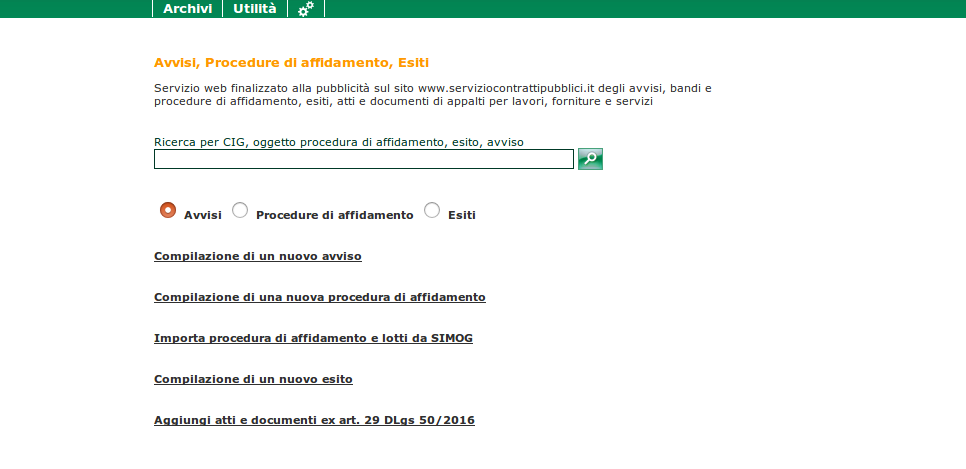 Archivi Utilità
Avvisi, Procedure di affidamento, Esiti
Servizio web finalizzato alla pubblicità sul sito www.serviziocontrattipubblici.it degli avvisi, bandi e
procedure di affidamento, esiti, atti e documenti di appalti per lavori, forniture e servizi
Ricerca per CIG, oggetto procedura di affidamento, esito, avviso
Avvisi Procedure di affidamento Esiti
Compilazione di un nuovo avviso
Compilazione di una nuova procedura di affidamento
Importa procedura di affidamento e lotti da SIMOG
Compilazione di un nuovo esito
Aggiungi atti e documenti ex art. 29 DLgs 50/2016